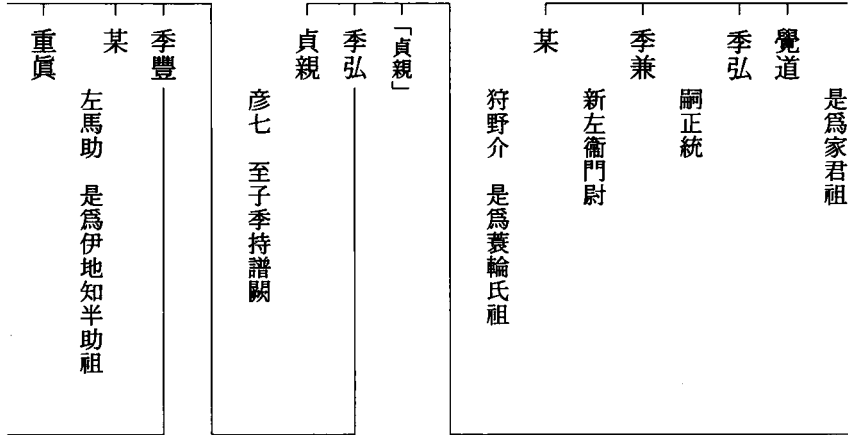 是爲家君祖
覺道
季弘
嗣正統
季兼
新左衞門尉
某
狩野介　是爲蓑輪氏祖
「貞親」
季弘
貞親
彦七　至子季持譜闕
季豐
某
左馬助　是爲伊地知半助祖
重眞